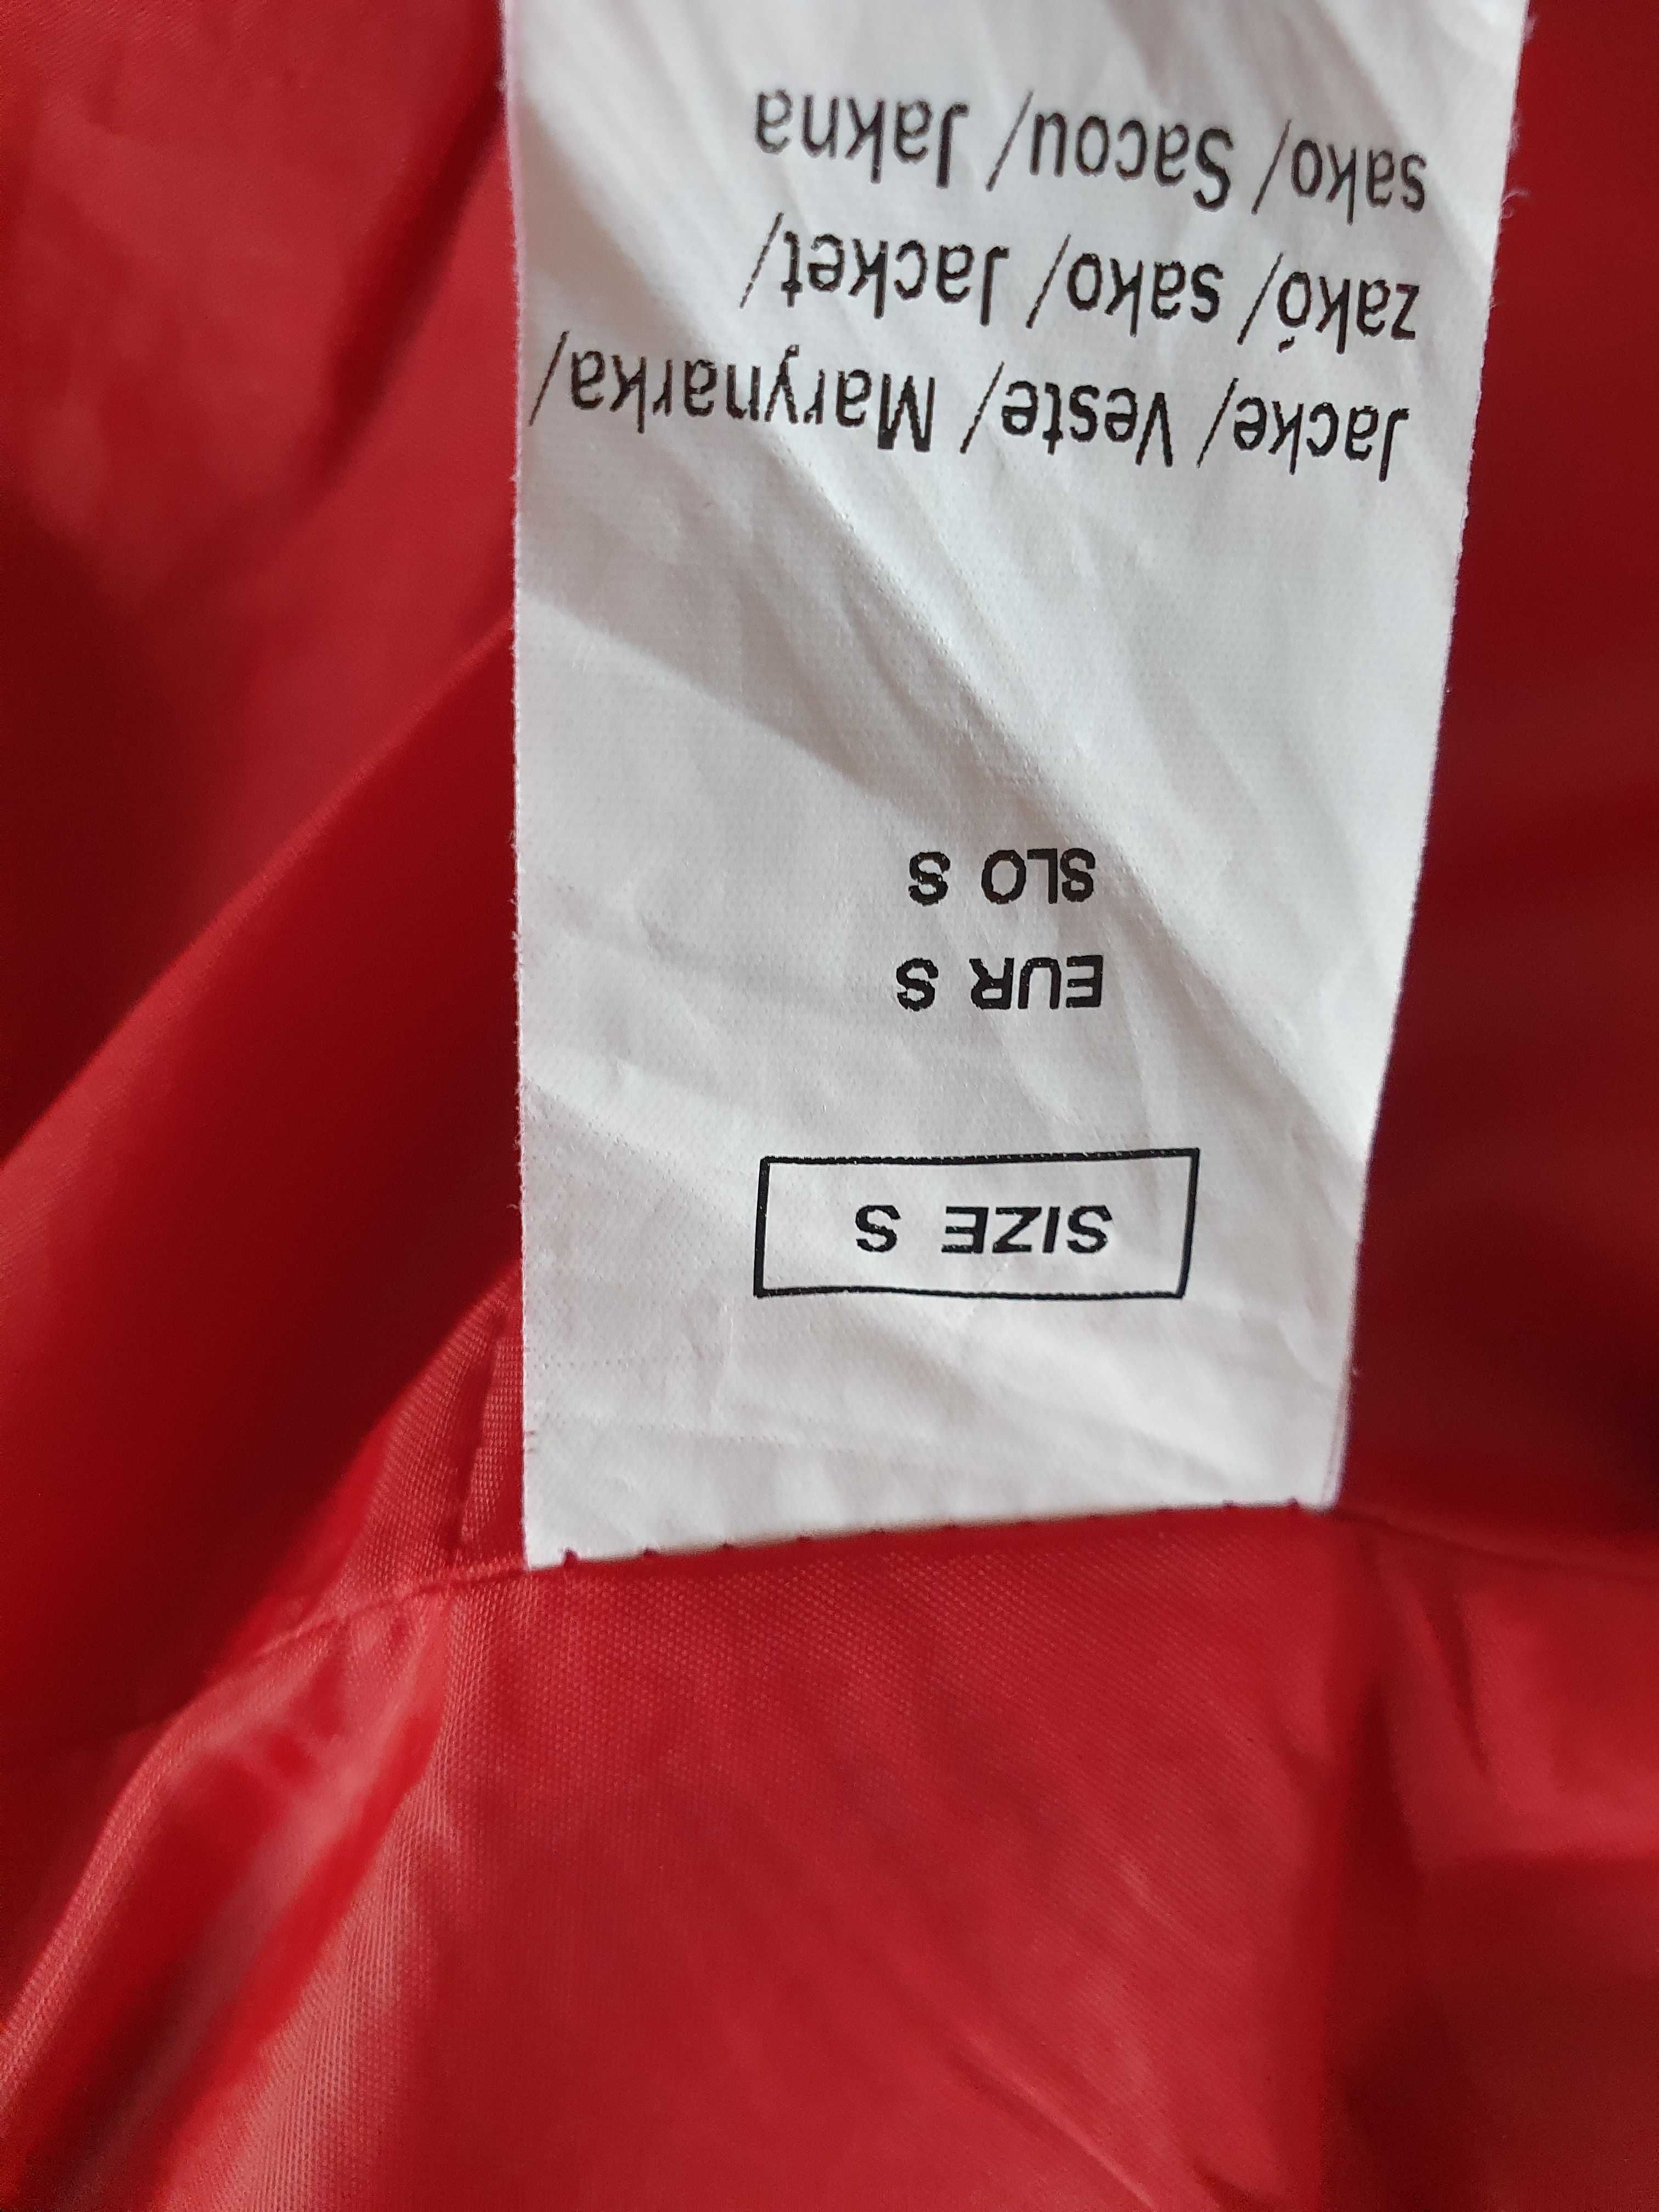 SIZE S
EUR S
SLO S
Jacke/ Veste/ Marynarka/
zakó/ sako/ Jacket/
sako/ Sacou/ Jakna